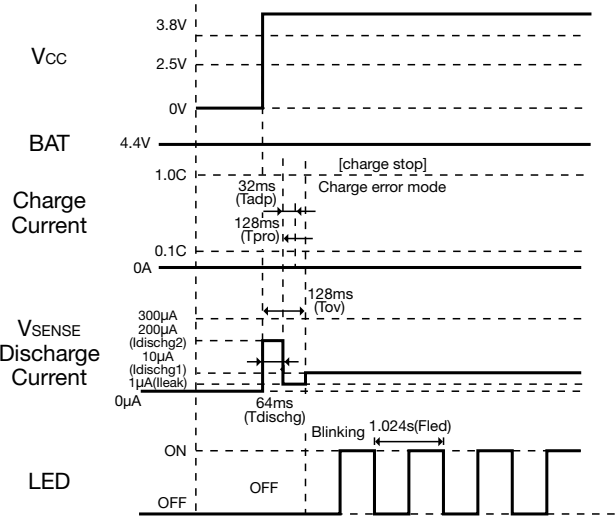 3.8V
VCC
2.5V
0V
BAT
4.4V
[charge stop]
1.0C
Charge error mode
32ms
(Tadp)
Charge
Current
128ms
(Tpro)
0.1C
0A
128ms
(Tov)
300μA
VSENSE
Discharge
Current
200μA
(Idischg2)
10μA
(Idischg1)
1μA(Ileak)
0μA
64ms
(Tdischg)
Blinking
1.024s(Fled)
ON
LED
OFF
OFF